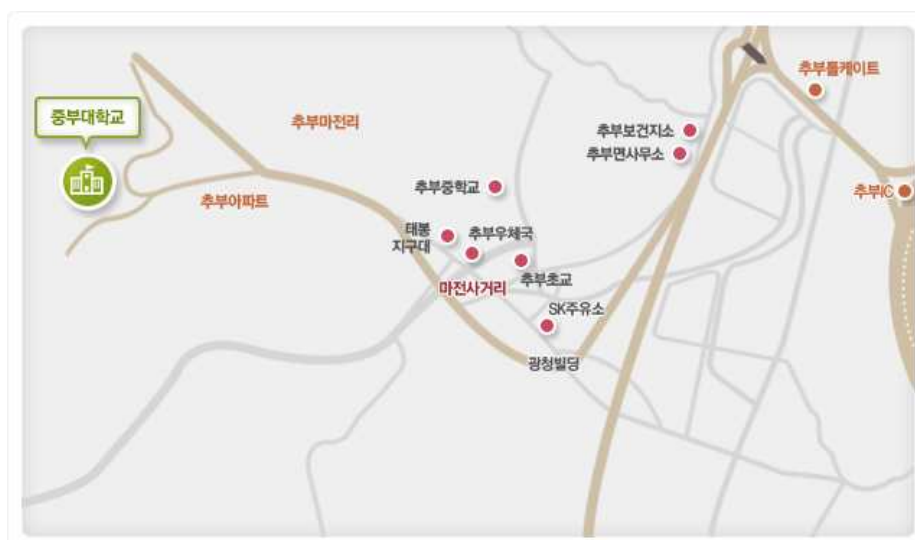 추부톨게이트
중부대학교
추부마전리
추부보건지소
추부면사무소
추부중학교
추부IC
추부아파트
태봉
지구대
추부우체국
추부초교
마전사거리
SK주유소
광청빌딩